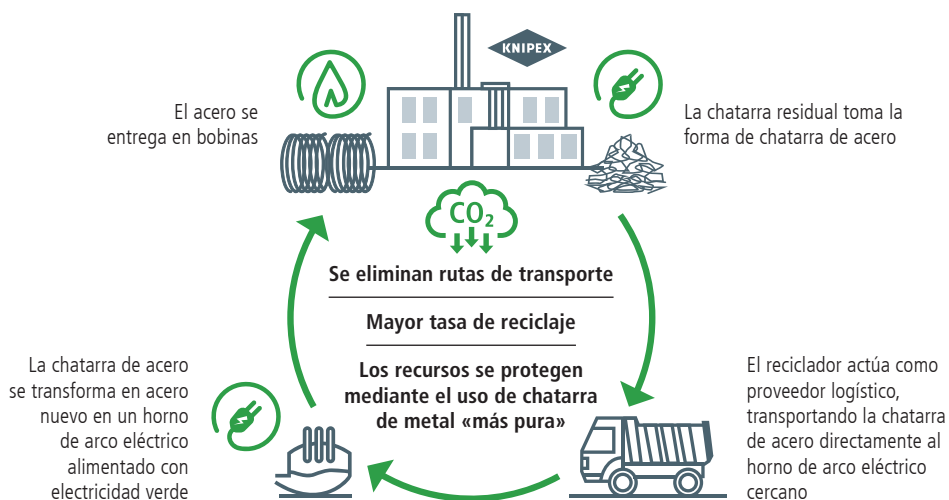 KNIPEX
El acero se
entrega en bobinas
La chatarra residual toma la
forma de chatarra de acero
CO₂
Se eliminan rutas de transporte
Mayor tasa de reciclaje
Los recursos se protegen
mediante el uso de chatarra
de metal «más pura»
El reciclador actúa como
proveedor logístico,
transportando la chatarra
de acero directamente al
horno de arco eléctrico
cercano
La chatarra de acero
se transforma en acero
nuevo en un horno
de arco eléctrico
alimentado con
electricidad verde